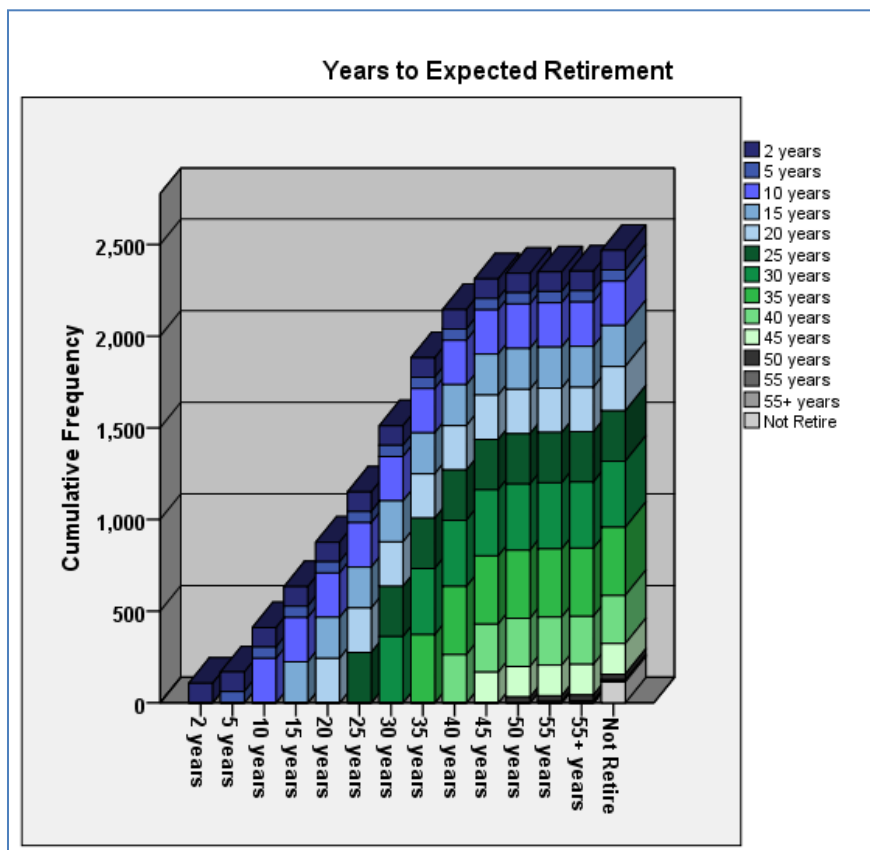 Years to Expected Retirement
2 years
5 years
10 years
15 years
20 years
25 years
30 years
35 years
40 years
45 years
50 years
55 years
55+ years
Not Retire
Cumulative Frequency
2,500
2,000
1,500
1,000
500
0
2 years
5 years
10 years
15 years
20 years
25 years
30 years
35 years
40 years
45 years
50 years
55 years
55+ years
Not Retire